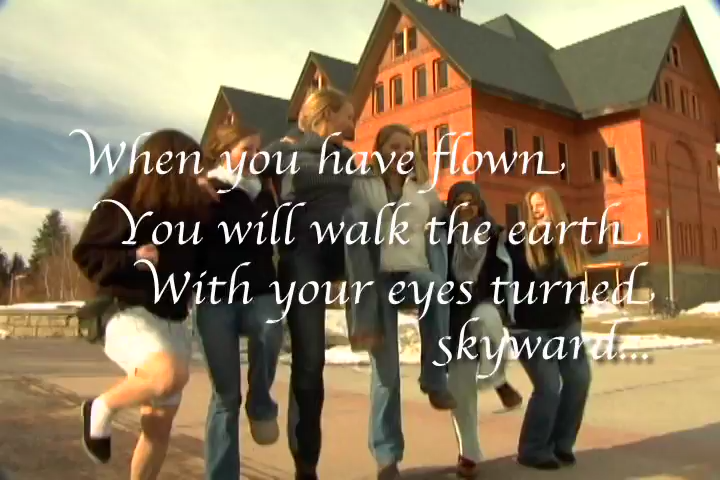 When you have flown
You will walk the earth
With your eyes turned
skyward...